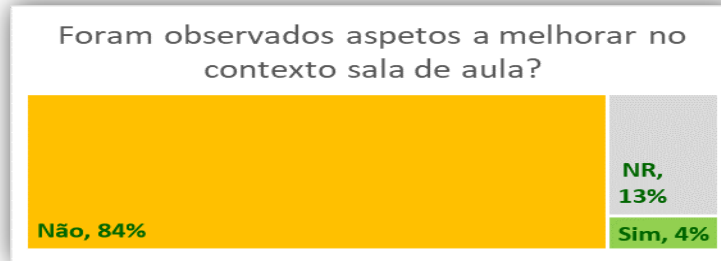 Foram observados aspetos a melhorar no
contexto sala de aula?
NR,
13%
Não, 84%
Sim, 4%